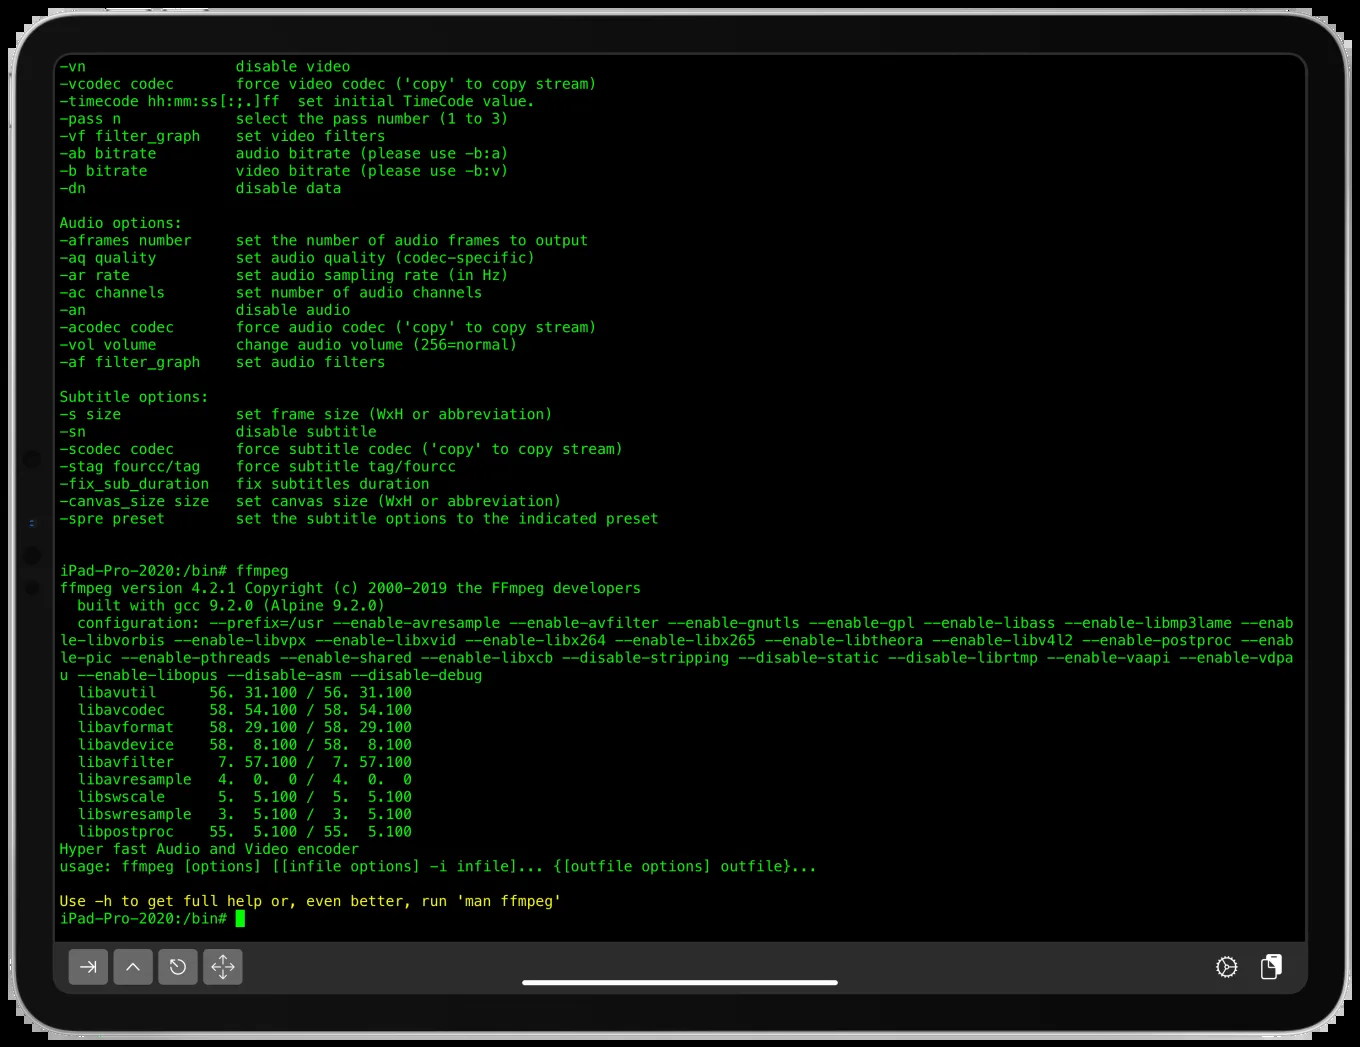 -vn                 disable video
-vcodec codec       force video codec ('copy' to copy stream)
-timecode hh:mm:ss[:;.]ff  set initial TimeCode value.
-pass n             select the pass number (1 to 3)
-vf filter_graph    set video filters
-ab bitrate         audio bitrate (please use -b:a)
-b bitrate          video bitrate (please use -b:v)
-dn                 disable data

Audio options:
-aframes number     set the number of audio frames to output
-aq quality         set audio quality (codec-specific)
-ar rate            set audio sampling rate (in Hz)
-ac channels        set number of audio channels
-an                 disable audio
-acodec codec       force audio codec ('copy' to copy stream)
-vol volume         change audio volume (256=normal)
-af filter_graph    set audio filters

Subtitle options:
-s size             set frame size (WxH or abbreviation)
-sn                 disable subtitle
-scodec codec       force subtitle codec ('copy' to copy stream)
-stag fourcc/tag    force subtitle tag/fourcc
-fix_sub_duration   fix subtitles duration
-canvas_size size   set canvas size (WxH or abbreviation)
-spre preset        set the subtitle options to the indicated preset

iPad-Pro-2020:/bin# ffmpeg
ffmpeg version 4.2.1 Copyright (c) 2000-2019 the FFmpeg developers
  built with gcc 9.2.0 (Alpine 9.2.0)
  configuration: --prefix=/usr --enable-avresample --enable-avfilter --enable-gnutls --enable-gpl --enable-libass --enable-libmp3lame --enab
le-libvorbis --enable-libvpx --enable-libxvid --enable-libx264 --enable-libx265 --enable-libtheora --enable-libv4l2 --enable-postproc --enab
le-pic --enable-pthreads --enable-shared --enable-libxcb --disable-stripping --disable-static --disable-librtmp --enable-vaapi --enable-vdpa
u --enable-libopus --disable-asm --disable-debug
  libavutil      56. 31.100 / 56. 31.100
  libavcodec     58. 54.100 / 58. 54.100
  libavformat    58. 29.100 / 58. 29.100
  libavdevice    58.  8.100 / 58.  8.100
  libavfilter     7. 57.100 /  7. 57.100
  libavresample   4.  0.  0 /  4.  0.  0
  libswscale      5.  5.100 /  5.  5.100
  libswresample   3.  5.100 /  3.  5.100
  libpostproc    55.  5.100 / 55.  5.100
Hyper fast Audio and Video encoder
usage: ffmpeg [options] [[infile options] -i infile]... {[outfile options] outfile}...

Use -h to get full help or, even better, run 'man ffmpeg'
iPad-Pro-2020:/bin#